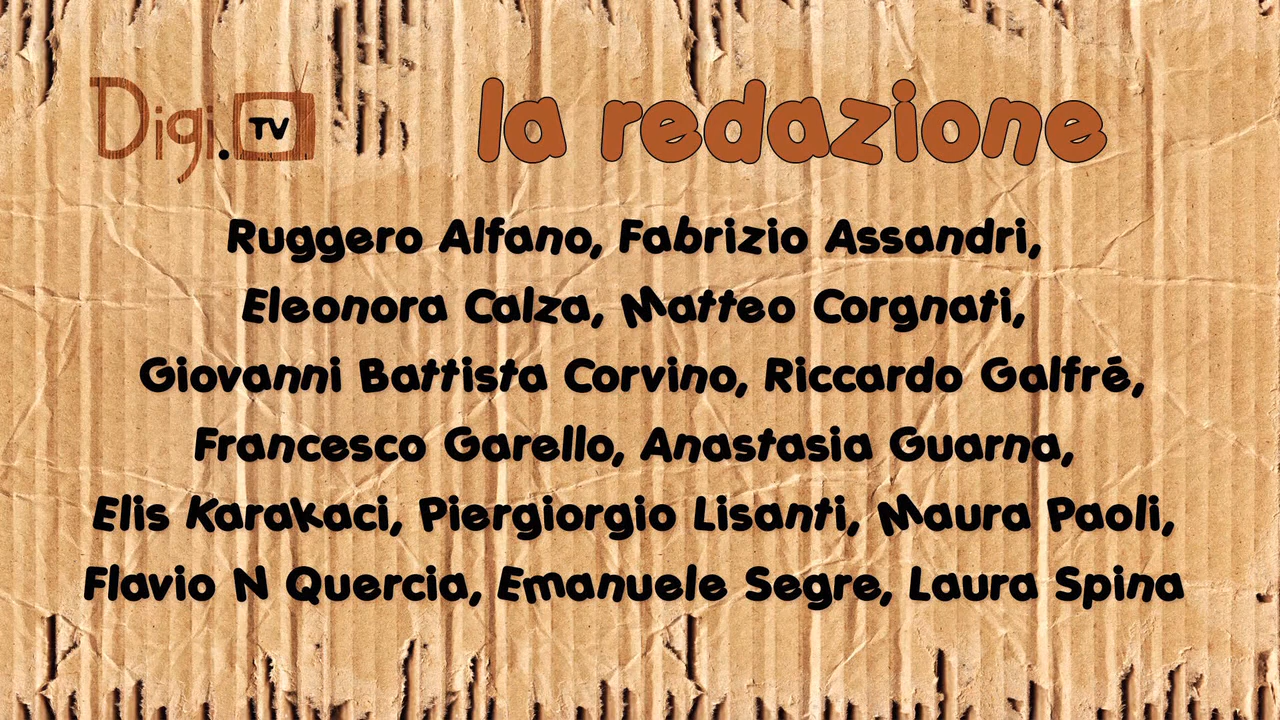 Digi.TV
la redazione
Ruggero Alfano, Fabrizio Assandri,
Eleonora Calza, Matteo Corgnati,
Giovanni Battista Corvino, Riccardo Galfré,
Francesco Garello, Anastasia Guarna,
Elis Karakaci, Piergiorgio Lisanti, Maura Paoli,
Flavio N Quercia, Emanuele Segre, Laura Spina